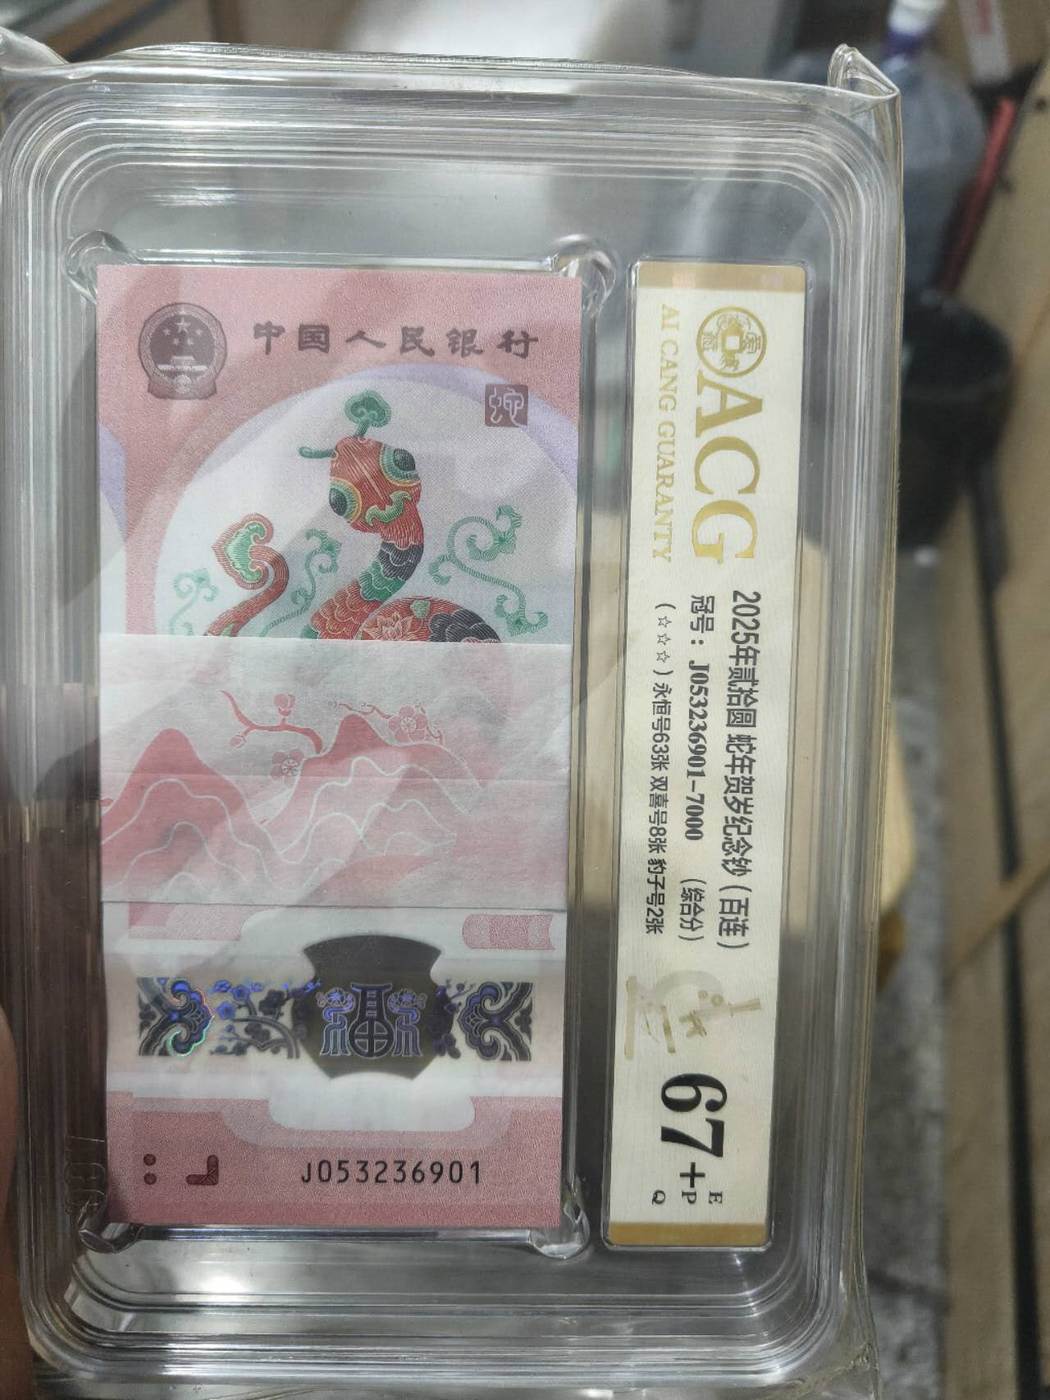 中国人民银行
蛇
福
J053236901
ACG
AI CANG GUARANTY
2025年贰拾圆 蛇年贺岁纪念钞（百连）
冠号：J053236901-7000 （综合分）
（☆☆☆）永恒号63张 双喜号8张 豹子号2张
67+
E
P
Q